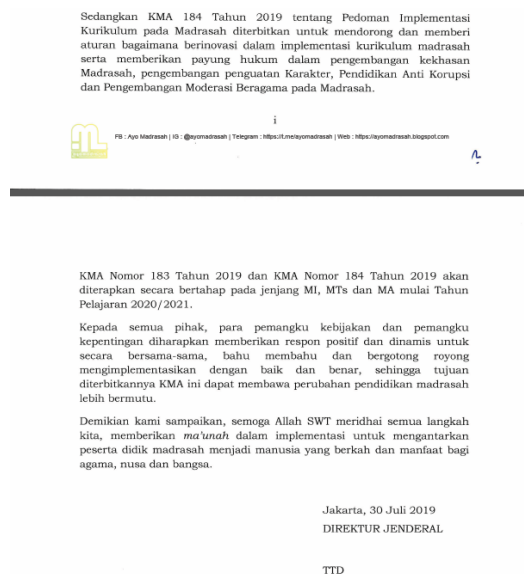 Sedangkan KMA 184 Tahun 2019 tentang Pedoman Implementasi
Kurikulum pada Madrasah diterbitkan untuk mendorong dan memberi
aturan bagaimana berinovasi dalam implementasi kurikulum madrasah
serta memberikan payung hukum dalam pengembangan kekhasan
Madrasah, pengembangan penguatan Karakter, Pendidikan Anti Korupsi
dan Pengembangan Moderasi Beragama pada Madrasah.
i
FB : Ayo Madrasah | IG : @ayomadrasah | Telegram : https://t.me/ayomadrasah | Web : https://ayomadrasah.blogspot.com
KMA Nomor 183 Tahun 2019 dan KMA Nomor 184 Tahun 2019 akan
diterapkan secara bertahap pada jenjang MI, MTs dan MA mulai Tahun
Pelajaran 2020/2021.
Kepada semua pihak, para pemangku kebijakan dan pemangku
kepentingan diharapkan memberikan respon positif dan dinamis untuk
secara bersama-sama, bahu membahu dan bergotong royong
mengimplementasikan dengan baik dan benar, sehingga tujuan
diterbitkannya KMA ini dapat membawa perubahan pendidikan madrasah
lebih bermutu.
Demikian kami sampaikan, semoga Allah SWT meridhai semua langkah
kita, memberikan ma'unah dalam implementasi untuk mengantarkan
peserta didik madrasah menjadi manusia yang berkah dan manfaat bagi
agama, nusa dan bangsa.
Jakarta, 30 Juli 2019
DIREKTUR JENDERAL
TTD